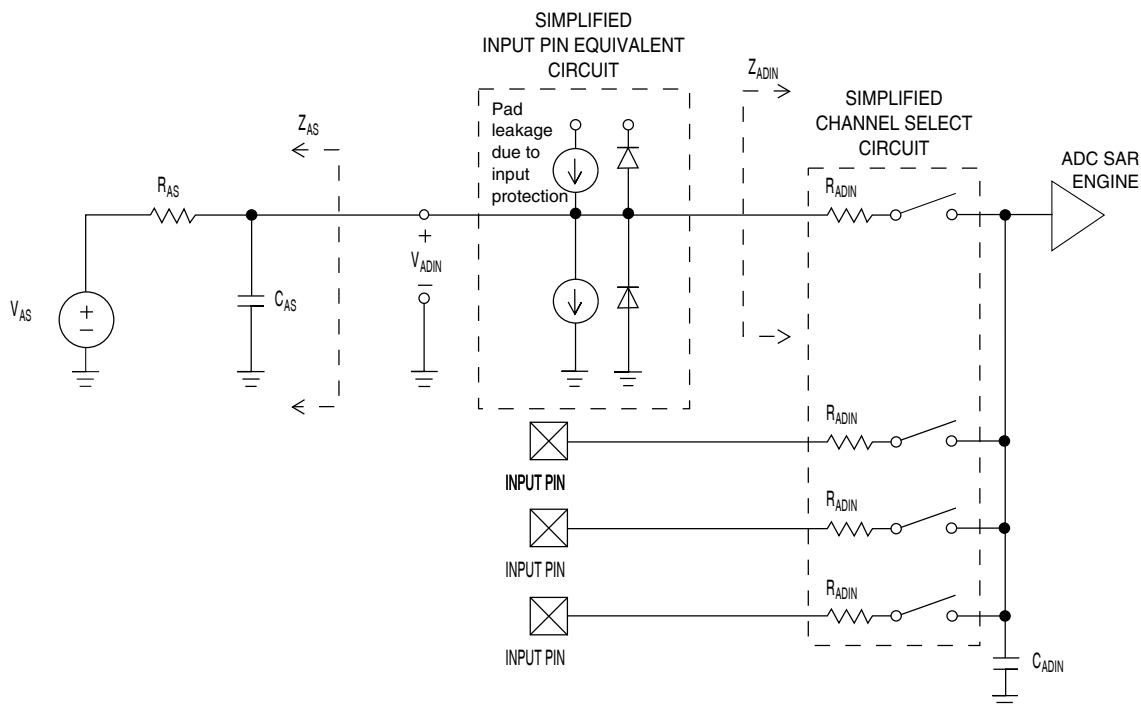 SIMPLIFIED
INPUT PIN EQUIVALENT
CIRCUIT
Pad
leakage
due to
input
protection
Z_ADIN
SIMPLIFIED
CHANNEL SELECT
CIRCUIT
ADC SAR
ENGINE
Z_AS
R_AS
R_ADIN
+
V_ADIN
–
C_AS
V_AS
+
–
R_ADIN
INPUT PIN
R_ADIN
INPUT PIN
R_ADIN
INPUT PIN
C_ADIN